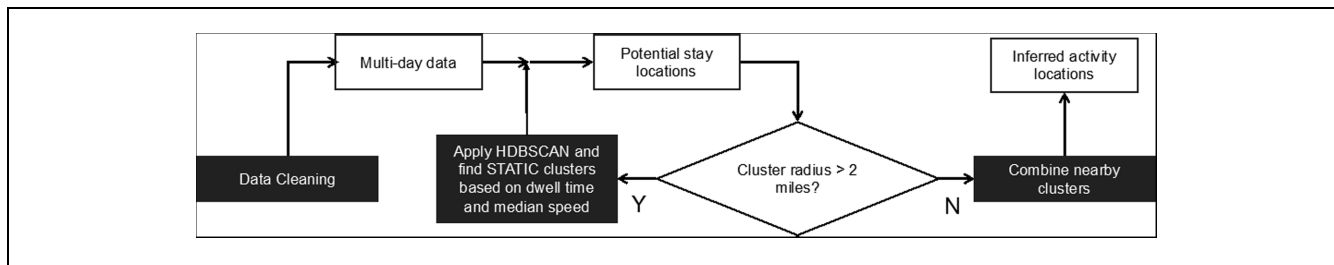 Multi-day data
Potential stay
locations
Inferred activity
locations
Data Cleaning
Apply HDBSCAN and
find STATIC clusters
based on dwell time
and median speed
Y
Cluster radius > 2
miles?
N
Combine nearby
clusters